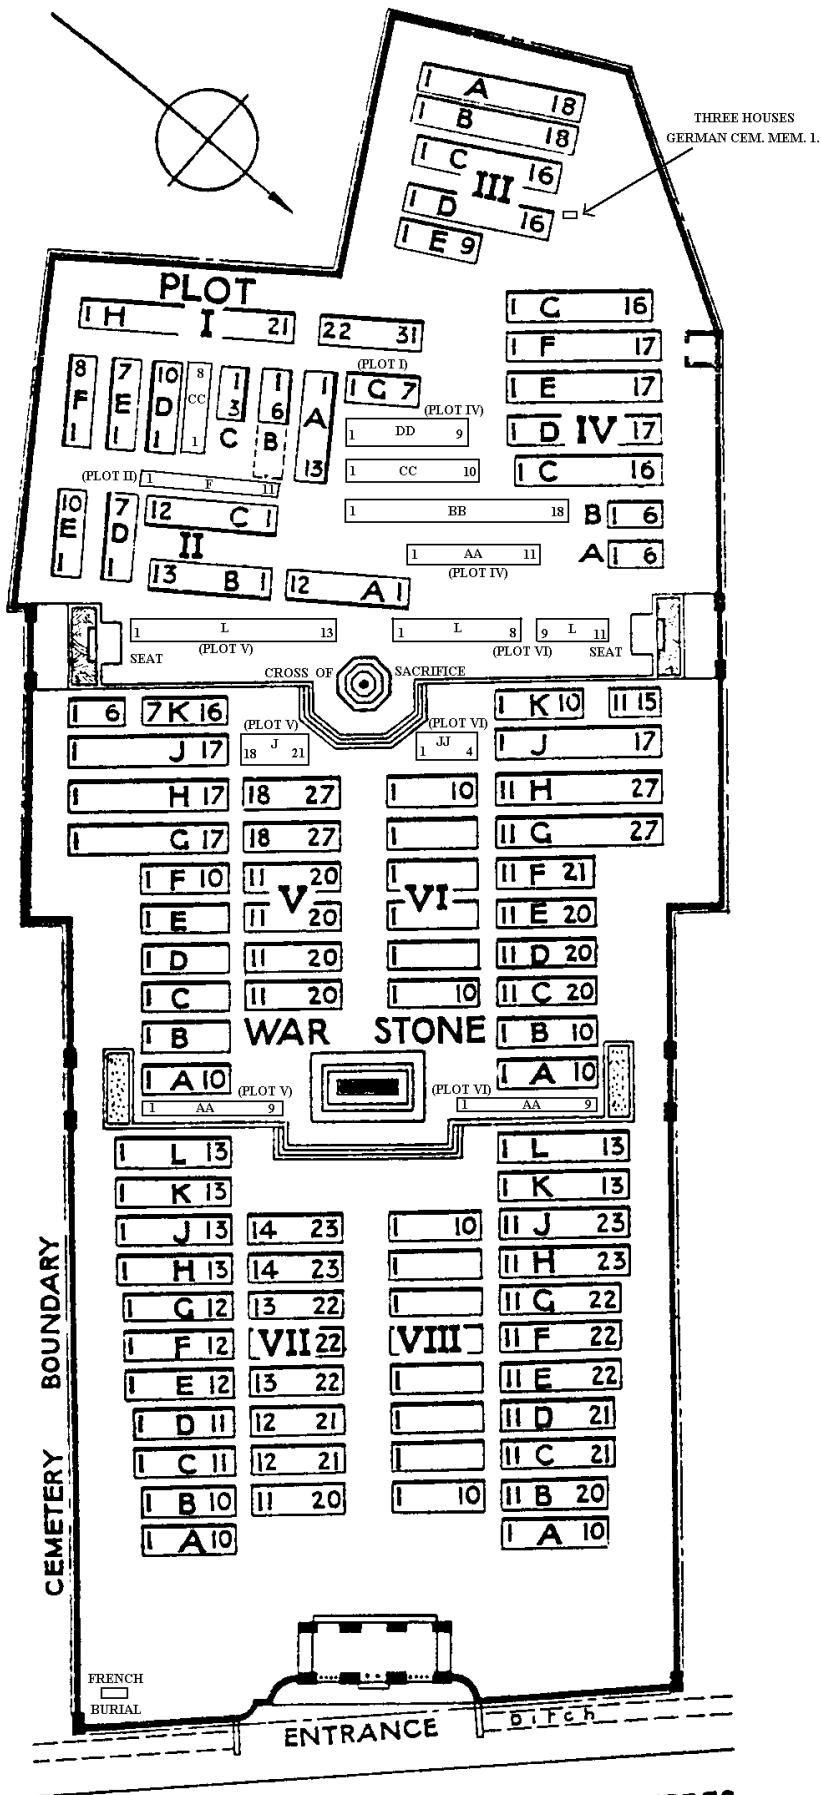 1 A 18
1 B 18
THREE HOUSES
GERMAN CEM. MEM. 1.
1 C 16
III
1 D 16
1 E 9
PLOT
I
1 H 21
22 31
1 G 16
(PLOT I)
1 F 17
8 F 1
7 E 1
10 D 1
8 CC 1
1 3 C
1 6 B
1 A 13
1 G 7
1 E 17
(PLOT IV)
1 DD 9
1 D IV 17
1 CC 10
1 C 16
(PLOT II)
1 F 11
10 E 1
7 D 1
12 C 1
1 BB 18
B 1 6
II
1 AA 11
A 1 6
(PLOT IV)
13 B 1
12 A 1
1 L 13
1 L 8
9 L 11
(PLOT V)
(PLOT VI)
SEAT
SEAT
CROSS OF SACRIFICE
1 6
7 K 16
1 K 10
11 15
(PLOT V)
(PLOT VI)
1 J 17
18 J 21
1 JJ 4
1 J 17
1 H 17
18 27
1 10
11 H 27
1 G 17
18 27
1
11 G 27
1 F 10
11 20
1
11 F 21
V
VI
1 E
11 20
1
11 E 20
1 D
11 20
11 D 20
1 C
11 20
1 10
11 C 20
1 B
WAR STONE
1 B 10
1 A 10
1 A 10
(PLOT V)
(PLOT VI)
1 AA 9
1 AA 9
1 L 13
1 L 13
1 K 13
1 K 13
1 J 13
14 23
1 10
11 J 23
1 H 13
14 23
1
11 H 23
1 G 12
13 22
1
11 G 22
1 F 12
VII 22
VIII
11 F 22
1 E 12
13 22
1
11 E 22
1 D 11
12 21
1
11 D 21
1 C 11
12 21
1
11 C 21
1 B 10
11 20
1 10
11 B 20
1 A 10
1 A 10
CEMETERY BOUNDARY
FRENCH
BURIAL
ENTRANCE
Ditch